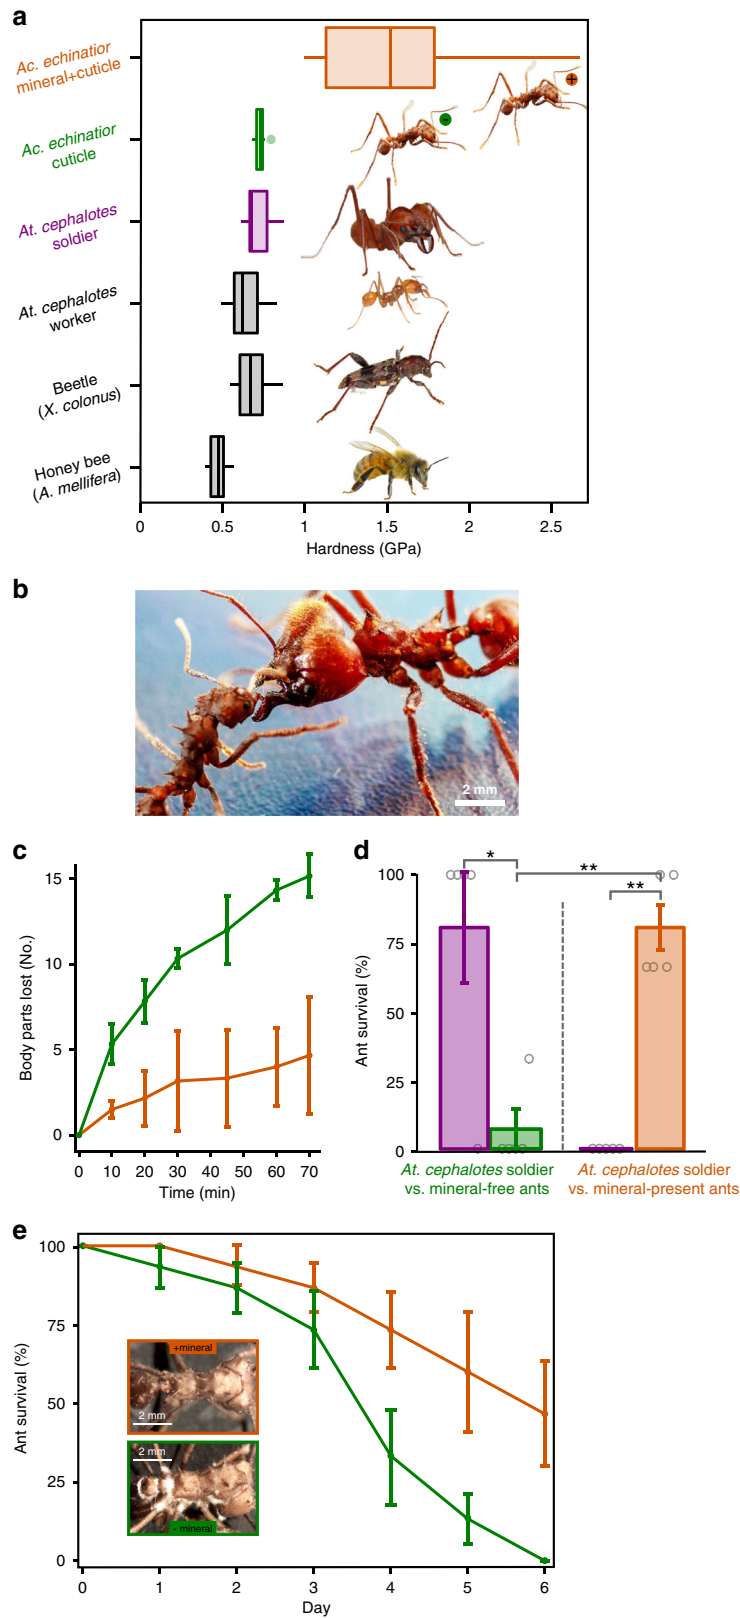 a
Ac. echinatior
mineral+cuticle
+
Ac. echinatior
cuticle
-
At. cephalotes
soldier
At. cephalotes
worker
Beetle
(X. colonus)
Honey bee
(A. mellifera)
0 0.5 1 1.5 2 2.5
Hardness (GPa)
b
2 mm
c
15
10
5
0
Body parts lost (No.)
0 10 20 30 40 50 60 70
Time (min)
d
*
**
**
100
75
50
25
0
Ant survival (%)
At. cephalotes soldier
vs. mineral-free ants
At. cephalotes soldier
vs. mineral-present ants
e
100
75
50
25
0
Ant survival (%)
+mineral
2 mm
2 mm
- mineral
0 1 2 3 4 5 6
Day